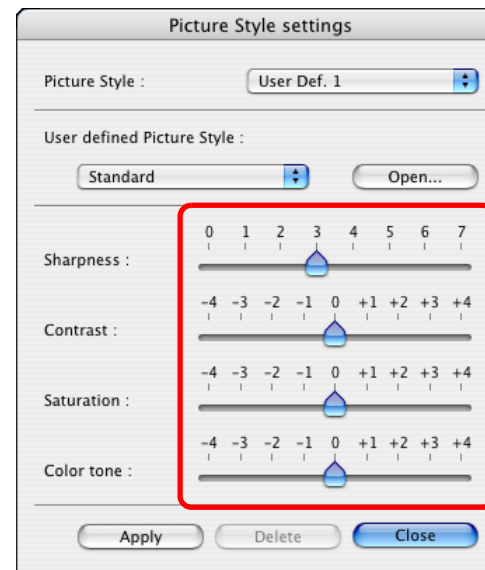 Picture Style settings
Picture Style :
User Def. 1
User defined Picture Style :
Standard
Open...
0 1 2 3 4 5 6 7
Sharpness :
-4 -3 -2 -1 0 +1 +2 +3 +4
Contrast :
-4 -3 -2 -1 0 +1 +2 +3 +4
Saturation :
-4 -3 -2 -1 0 +1 +2 +3 +4
Color tone :
Apply
Delete
Close